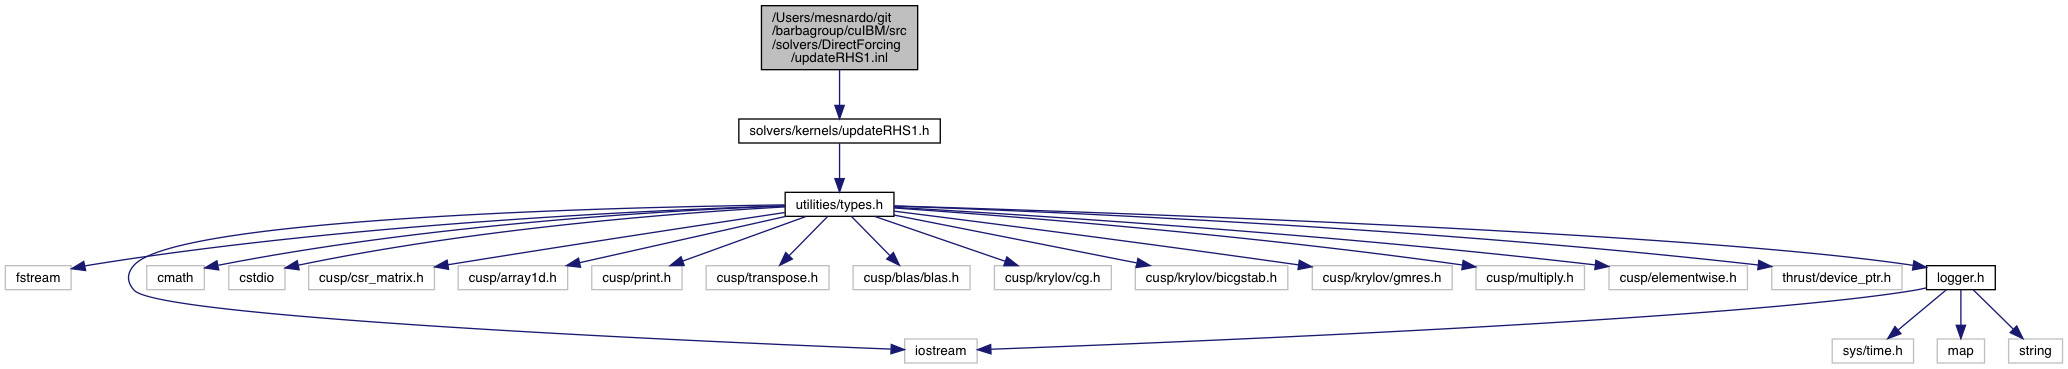 /Users/mesnardo/git
/barbagroup/cuIBM/src
/solvers/DirectForcing
/updateRHS1.inl
solvers/kernels/updateRHS1.h
utilities/types.h
fstream
cmath
cstdio
cusp/csr_matrix.h
cusp/array1d.h
cusp/print.h
cusp/transpose.h
cusp/blas/blas.h
cusp/krylov/cg.h
cusp/krylov/bicgstab.h
cusp/krylov/gmres.h
cusp/multiply.h
cusp/elementwise.h
thrust/device_ptr.h
logger.h
iostream
sys/time.h
map
string